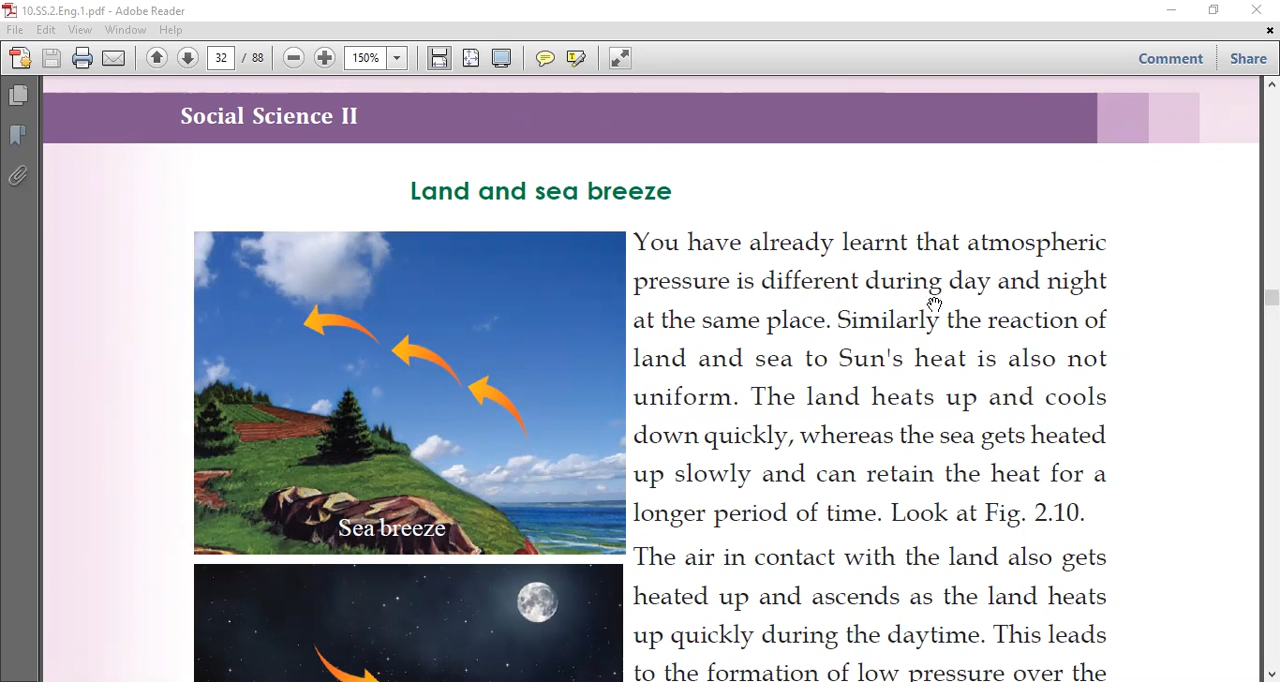 10.SS.2.Eng.1.pdf - Adobe Reader
File Edit View Window Help
32 / 88 150% Comment Share
Social Science II
Land and sea breeze
You have already learnt that atmospheric
pressure is different during day and night
at the same place. Similarly the reaction of
land and sea to Sun's heat is also not
uniform. The land heats up and cools
down quickly, whereas the sea gets heated
up slowly and can retain the heat for a
longer period of time. Look at Fig. 2.10.
Sea breeze
The air in contact with the land also gets
heated up and ascends as the land heats
up quickly during the daytime. This leads
to the formation of low pressure over the